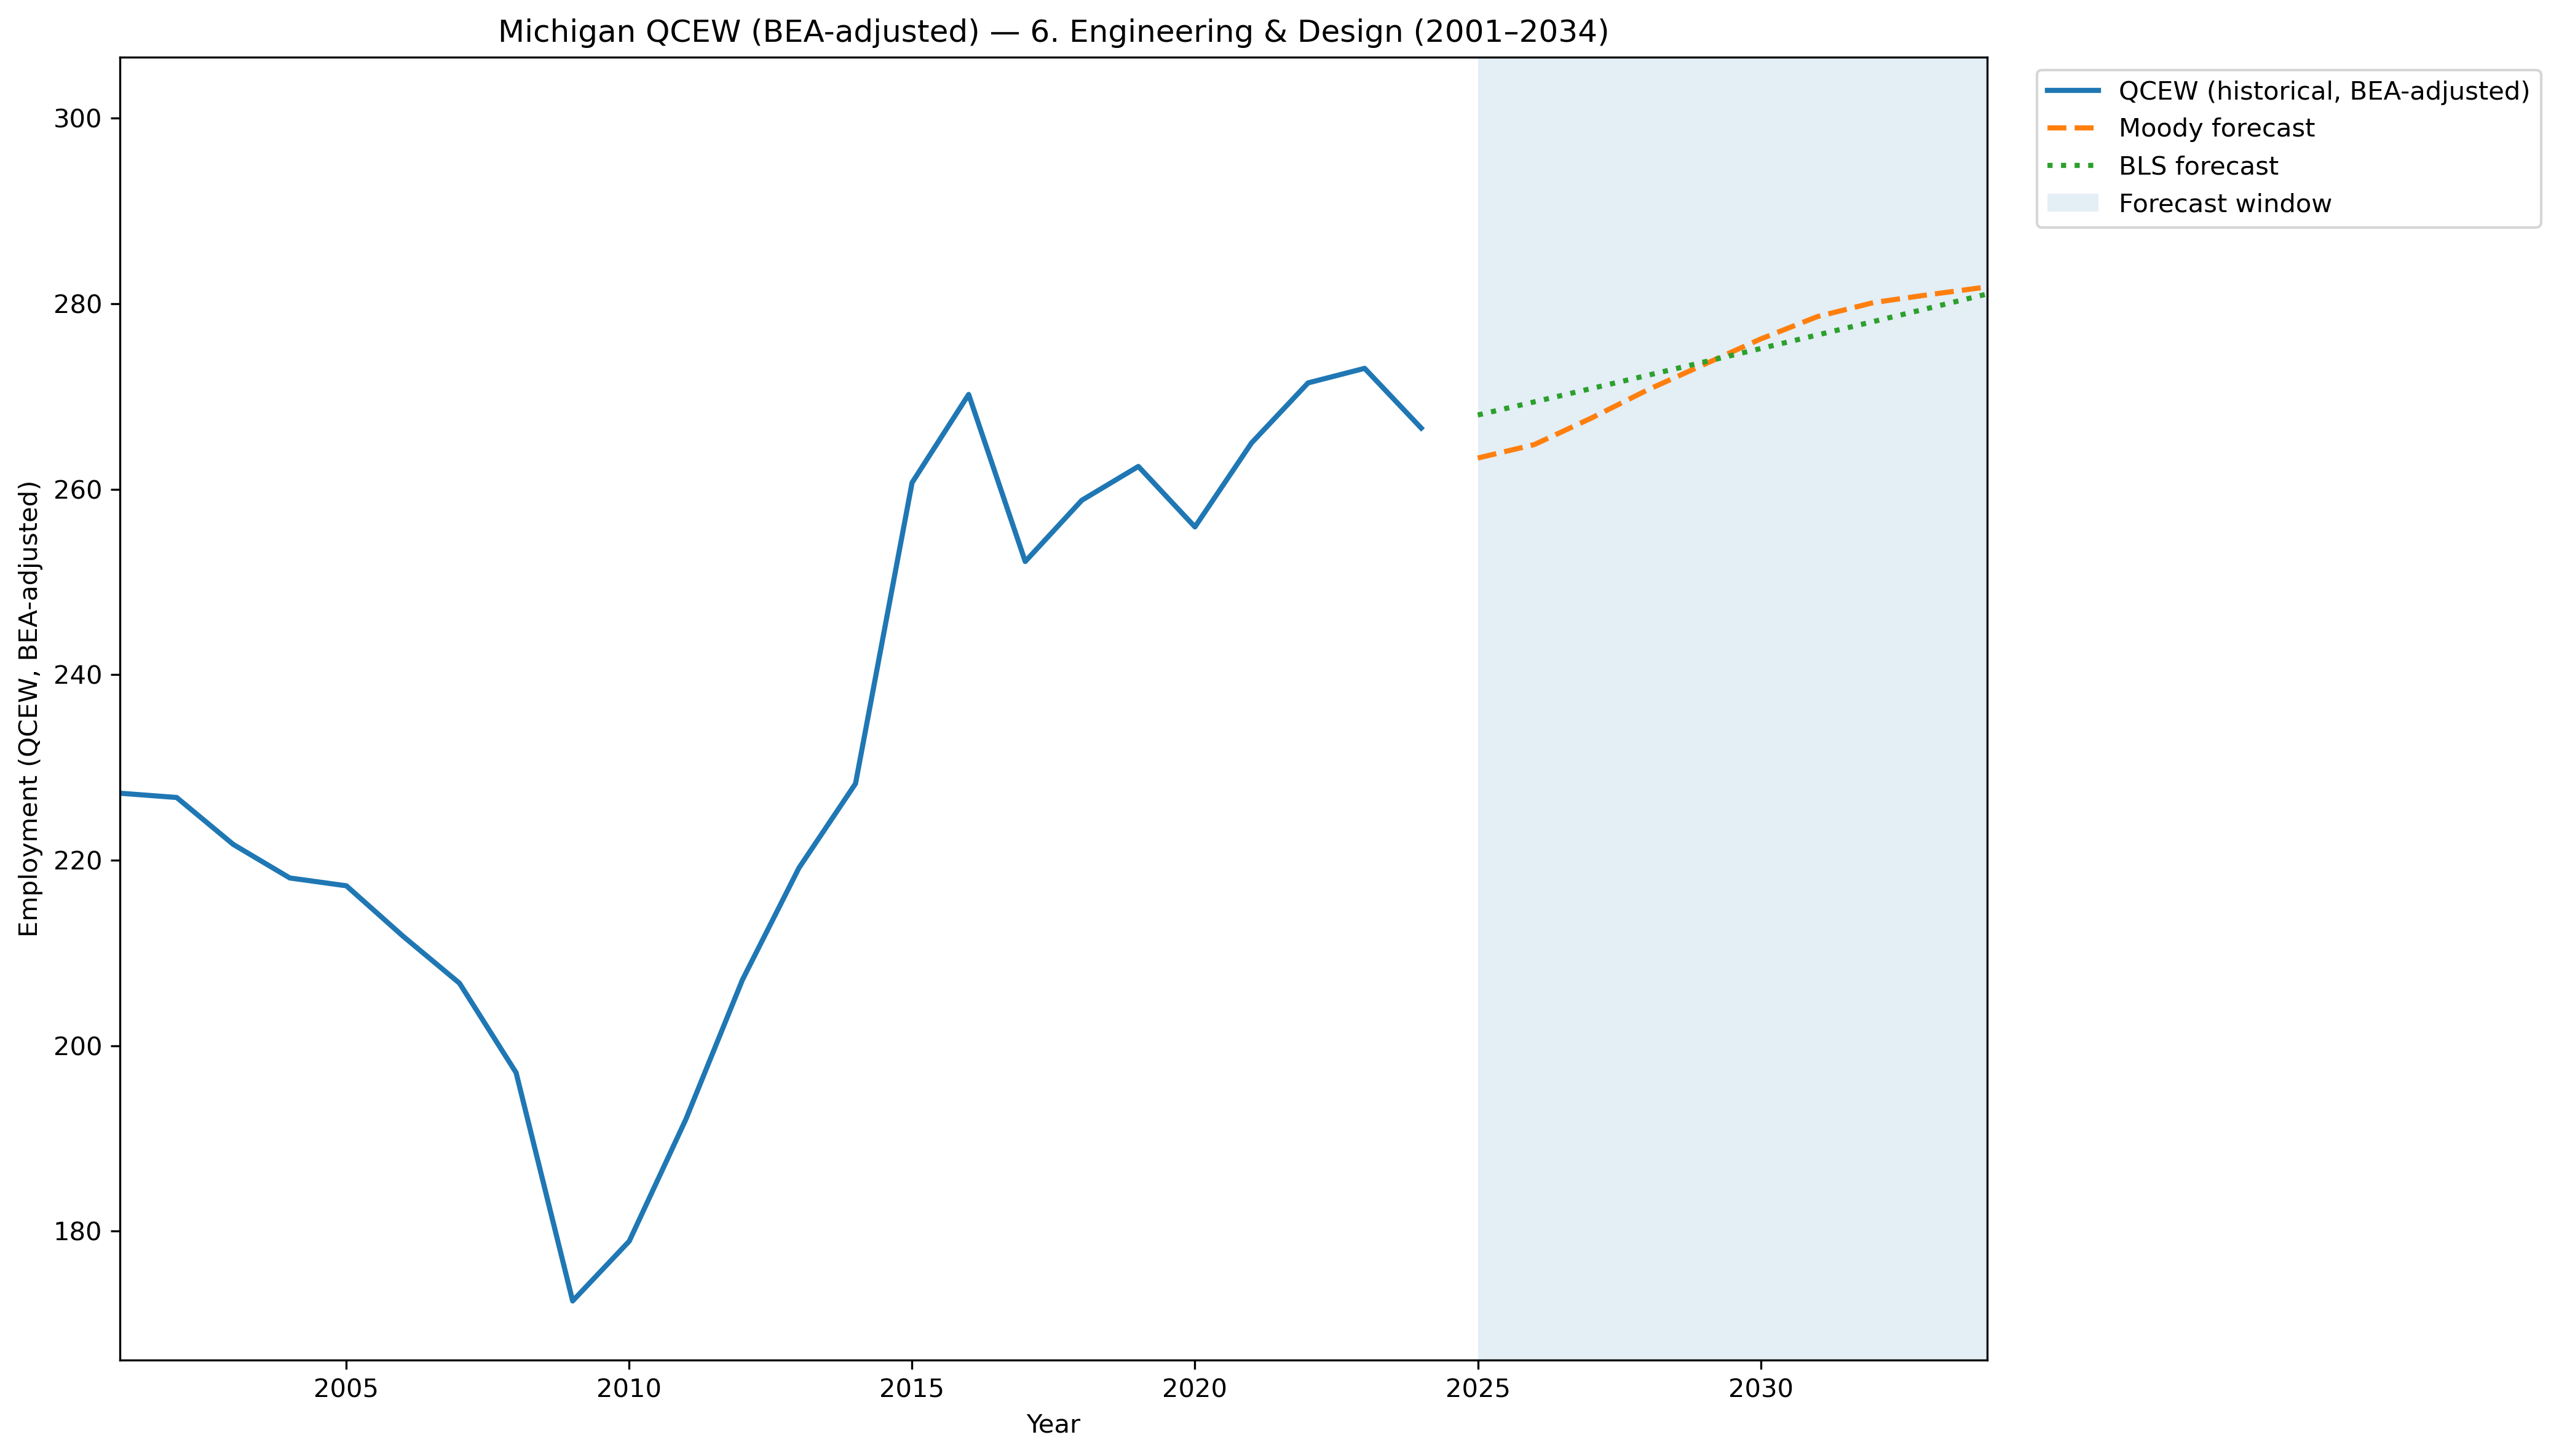 Michigan QCEW (BEA-adjusted) — 6. Engineering & Design (2001–2034)
QCEW (historical, BEA-adjusted)
Moody forecast
BLS forecast
Forecast window
Employment (QCEW, BEA-adjusted)
300
280
260
240
220
200
180
2005
2010
2015
2020
2025
2030
Year